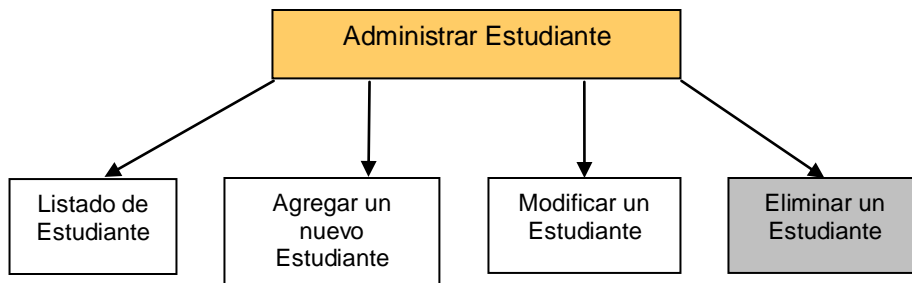 Administrar Estudiante
Listado de
Estudiante
Agregar un
nuevo
Estudiante
Modificar un
Estudiante
Eliminar un
Estudiante